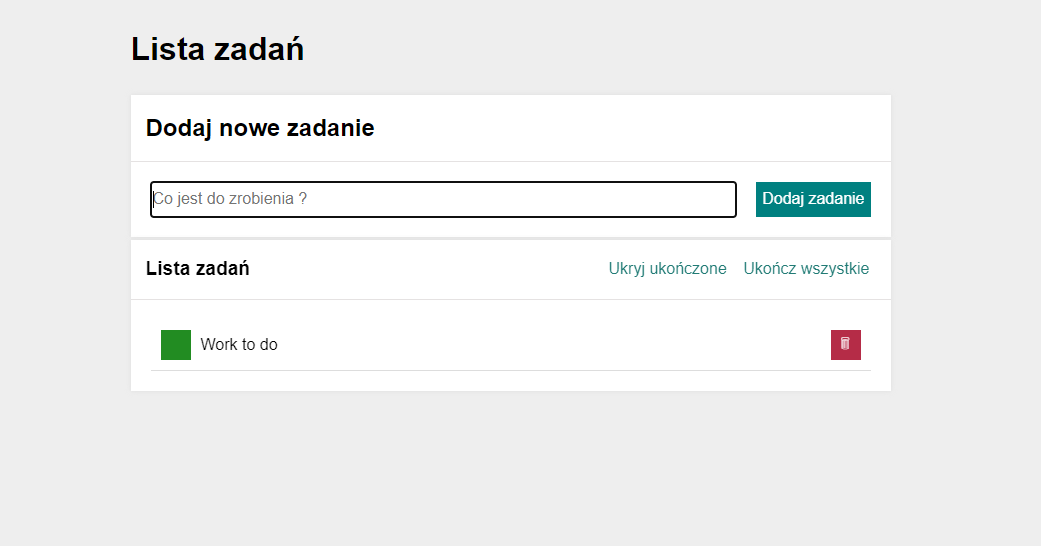 Lista zadań
Dodaj nowe zadanie
Co jest do zrobienia ?
Dodaj zadanie
Lista zadań
Ukryj ukończone
Ukończ wszystkie
Work to do